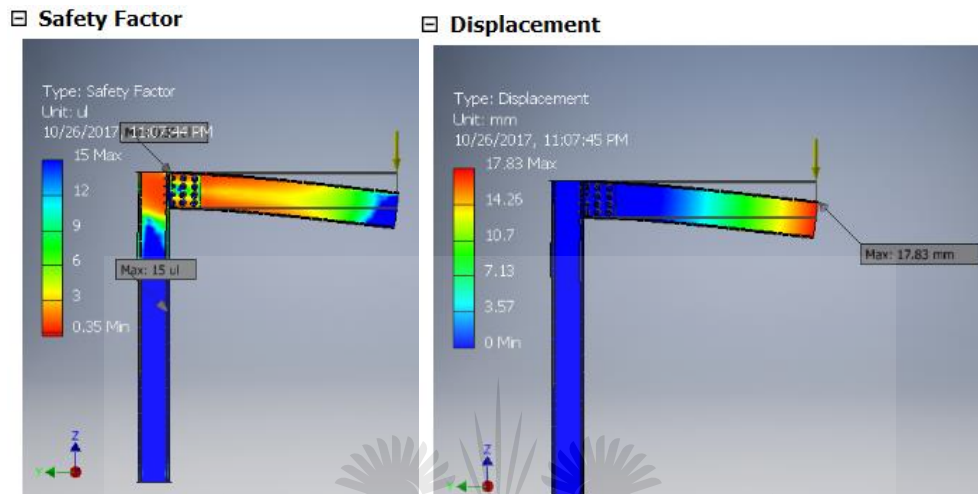 Safety Factor
Type: Safety Factor
Unit: ul
10/26/2017, 11:07:44 PM
15 Max
12
9
6
3
0.35 Min
Max: 15 ul
Z
Y
Displacement
Type: Displacement
Unit: mm
10/26/2017, 11:07:45 PM
17.83 Max
14.26
10.7
7.13
3.57
0 Min
Max: 17.83 mm
Z
Y